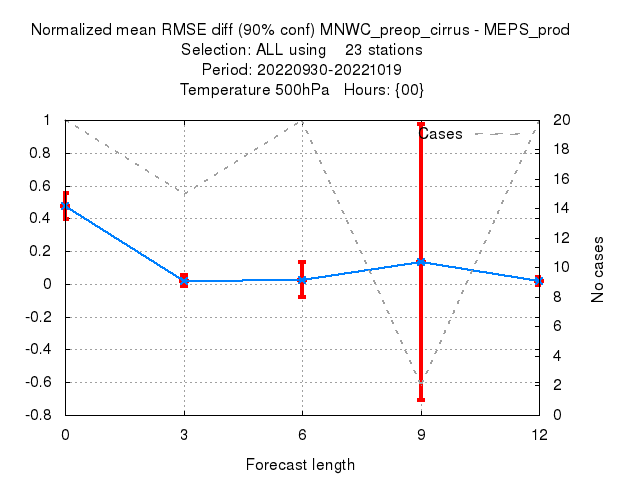 Normalized mean RMSE diff (90% conf) MNWC_preop_cirrus - MEPS_prod
Selection: ALL using 23 stations
Period: 20220930-20221019
Temperature 500hPa Hours: {00}
Cases
1
0.8
0.6
0.4
0.2
0
-0.2
-0.4
-0.6
-0.8
20
18
16
14
12
10
8
6
4
2
0
No cases
0 3 6 9 12
Forecast length